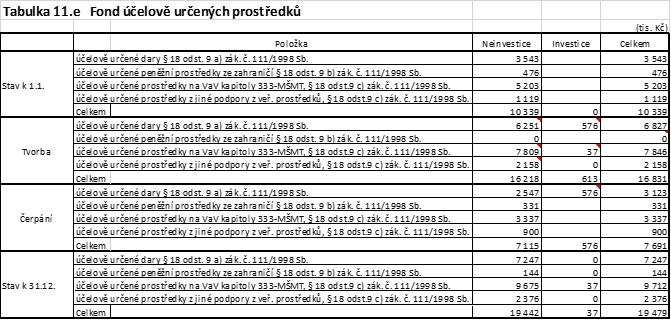 Tabulka 11.e Fond účelově určených prostředků
(tis. Kč)
Položka Neinvestice Investice Celkem
Stav k 1.1.
účelově určené dary § 18 odst. 9 a) zák. č. 111/1998 Sb. 3 543 3 543
účelově určené peněžní prostředky ze zahraničí § 18 odst. 9 b) zák. č. 111/1998 Sb. 476 476
účelově určené prostředky na VaV kapitoly 333-MŠMT, § 18 odst.9 c) zák. č. 111/1998 Sb. 5 203 5 203
účelově určené prostředky z jiné podpory z veř. prostředků, § 18 odst.9 c) zák. č. 111/1998 Sb. 1 119 1 119
Celkem 10 339 0 10 339
Tvorba
účelově určené dary § 18 odst. 9 a) zák. č. 111/1998 Sb. 6 251 576 6 827
účelově určené peněžní prostředky ze zahraničí § 18 odst. 9 b) zák. č. 111/1998 Sb. 0 0 0
účelově určené prostředky na VaV kapitoly 333-MŠMT, § 18 odst.9 c) zák. č. 111/1998 Sb. 7 809 37 7 846
účelově určené prostředky z jiné podpory z veř. prostředků, § 18 odst.9 c) zák. č. 111/1998 Sb. 2 158 0 2 158
Celkem 16 218 613 16 831
Čerpání
účelově určené dary § 18 odst. 9 a) zák. č. 111/1998 Sb. 2 547 576 3 123
účelově určené peněžní prostředky ze zahraničí § 18 odst. 9 b) zák. č. 111/1998 Sb. 331 331
účelově určené prostředky na VaV kapitoly 333-MŠMT, § 18 odst.9 c) zák. č. 111/1998 Sb. 3 337 3 337
účelově určené prostředky z jiné podpory z veř. prostředků, § 18 odst.9 c) zák. č. 111/1998 Sb. 900 900
Celkem 7 115 576 7 691
Stav k 31.12.
účelově určené dary § 18 odst. 9 a) zák. č. 111/1998 Sb. 7 247 0 7 247
účelově určené peněžní prostředky ze zahraničí § 18 odst. 9 b) zák. č. 111/1998 Sb. 144 0 144
účelově určené prostředky na VaV kapitoly 333-MŠMT, § 18 odst.9 c) zák. č. 111/1998 Sb. 9 675 37 9 712
účelově určené prostředky z jiné podpory z veř. prostředků, § 18 odst.9 c) zák. č. 111/1998 Sb. 2 376 0 2 376
Celkem 19 442 37 19 479